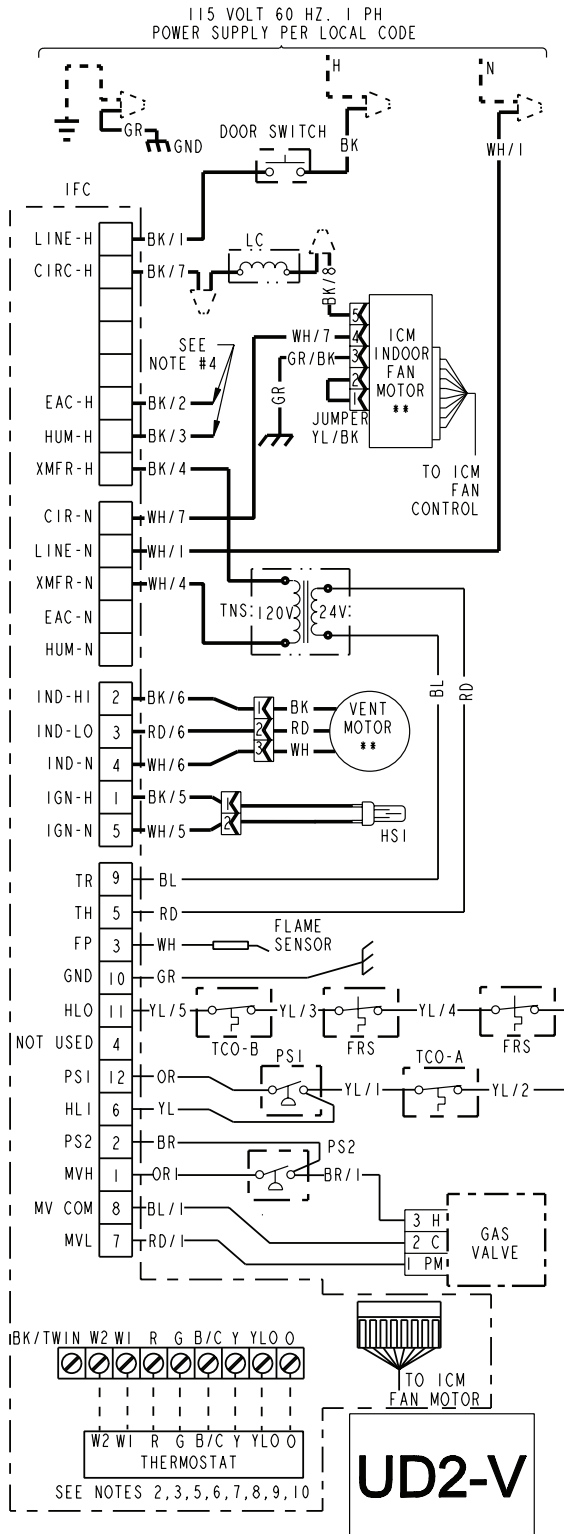 115 VOLT 60 HZ. 1 PH
POWER SUPPLY PER LOCAL CODE
H
N
GR
GND
DOOR SWITCH
BK
WH/1
IFC
LINE-H BK/1
LC
CIRC-H BK/7
BK/8
5
WH/7 4
GR/BK 3
2
1
ICM
INDOOR
FAN
MOTOR
**
SEE
NOTE #4
GR
JUMPER
YL/BK
EAC-H BK/2
HUM-H BK/3
XMFR-H BK/4
TO ICM
FAN
CONTROL
CIR-N WH/7
LINE-N WH/1
XMFR-N WH/4
TNS: 120V 24V
EAC-N
HUM-N
BL
RD
IND-HI 2 BK/6 1 BK
IND-LO 3 RD/6 2 RD
IND-N 4 WH/6 3 WH
VENT
MOTOR
**
IGN-H 1 BK/5 1
IGN-N 5 WH/5 2
HSI
TR 9 BL
TH 5 RD
FP 3 WH
FLAME
SENSOR
GND 10 GR
HLO 11 YL/5 YL/3 YL/4
TCO-B FRS FRS
NOT USED 4
PS1 TCO-A
PS1 12 OR YL/1 YL/2
HLI 6 YL
PS2 2 BR
PS2
MVH 1 OR1 BR/1
MV COM 8 BL/1
MVL 7 RD/1
3 H
2 C
1 PM
GAS
VALVE
BK/TWIN W2 W1 R G B/C Y YLO O
TO ICM
FAN MOTOR
W2 W1 R G B/C Y YLO O
THERMOSTAT
SEE NOTES 2,3,5,6,7,8,9,10
UD2-V